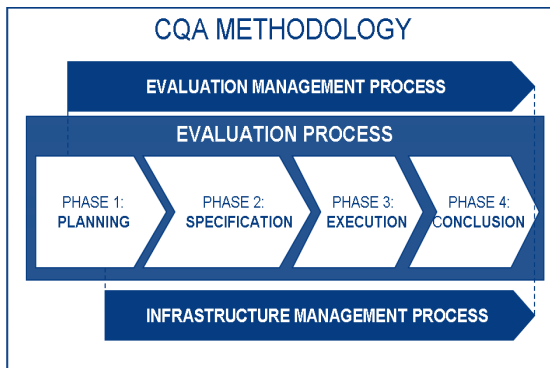 CQA METHODOLOGY
EVALUATION MANAGEMENT PROCESS
EVALUATION PROCESS
PHASE 1:
PLANNING
PHASE 2:
SPECIFICATION
PHASE 3:
EXECUTION
PHASE 4:
CONCLUSION
INFRASTRUCTURE MANAGEMENT PROCESS